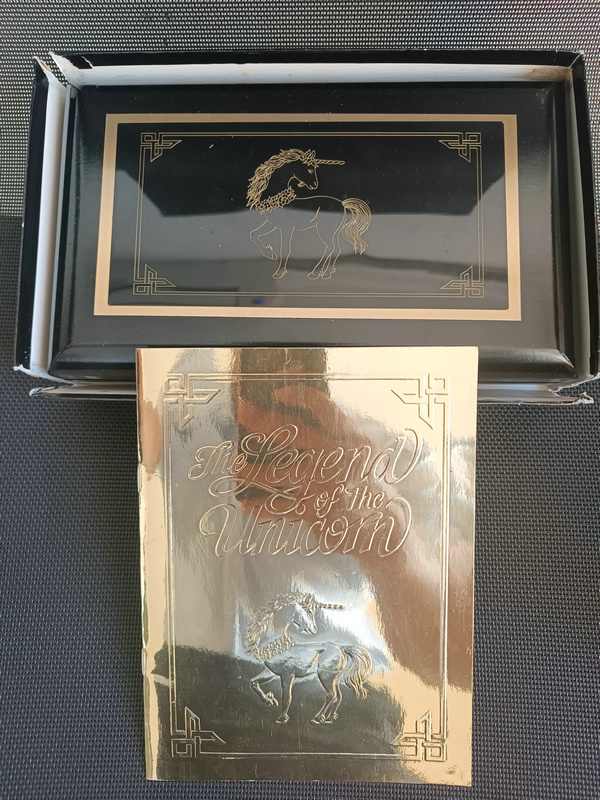 The Legend
of the
Unicorn